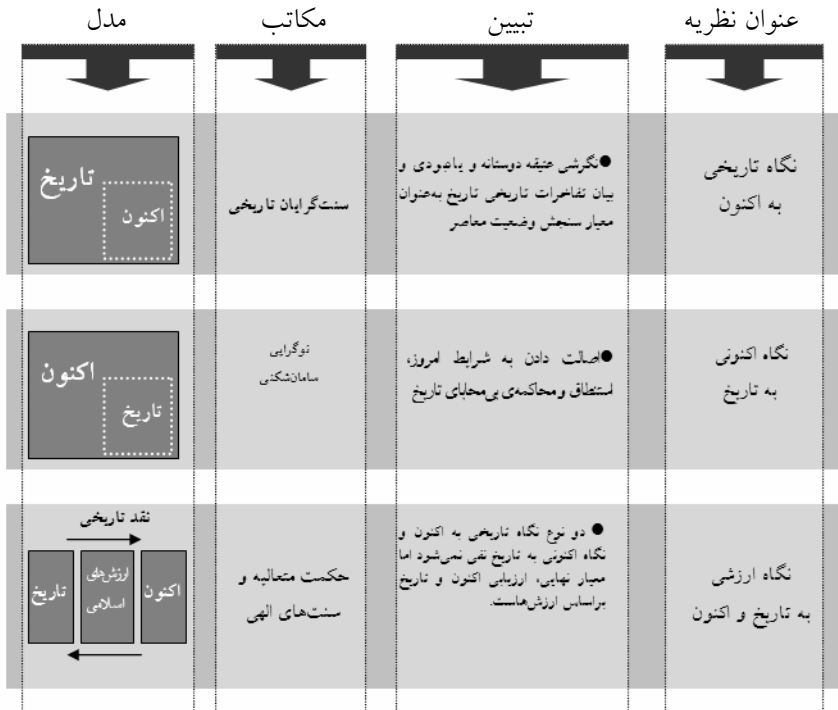 عنوان نظریه
تبیین
مکاتب
مدل
نگاه تاریخی
به اکنون
●نگرشی عتیقه دوستانه و یادبودی و
بیان تفاخرات تاریخی تاریخ به‌عنوان
معیار سنجش وضعیت معاصر
سنت‌گرایان تاریخی
تاریخ
اکنون
نگاه اکنونی
به تاریخ
●اصالت دادن به شرایط امروز،
استنطاق و محاکمه‌ی بی‌محابای تاریخ
نوگرایی
سامان‌شکنی
اکنون
تاریخ
نگاه ارزشی
به تاریخ و اکنون
● دو نوع نگاه تاریخی به اکنون و
نگاه اکنونی به تاریخ نفی نمی‌شود اما
معیار نهایی، ارزیابی اکنون و تاریخ
براساس ارزش‌هاست.
حکمت متعالیه و
سنت‌های الهی
نقد تاریخی
اکنون
ارزش‌های
اسلامی
تاریخ